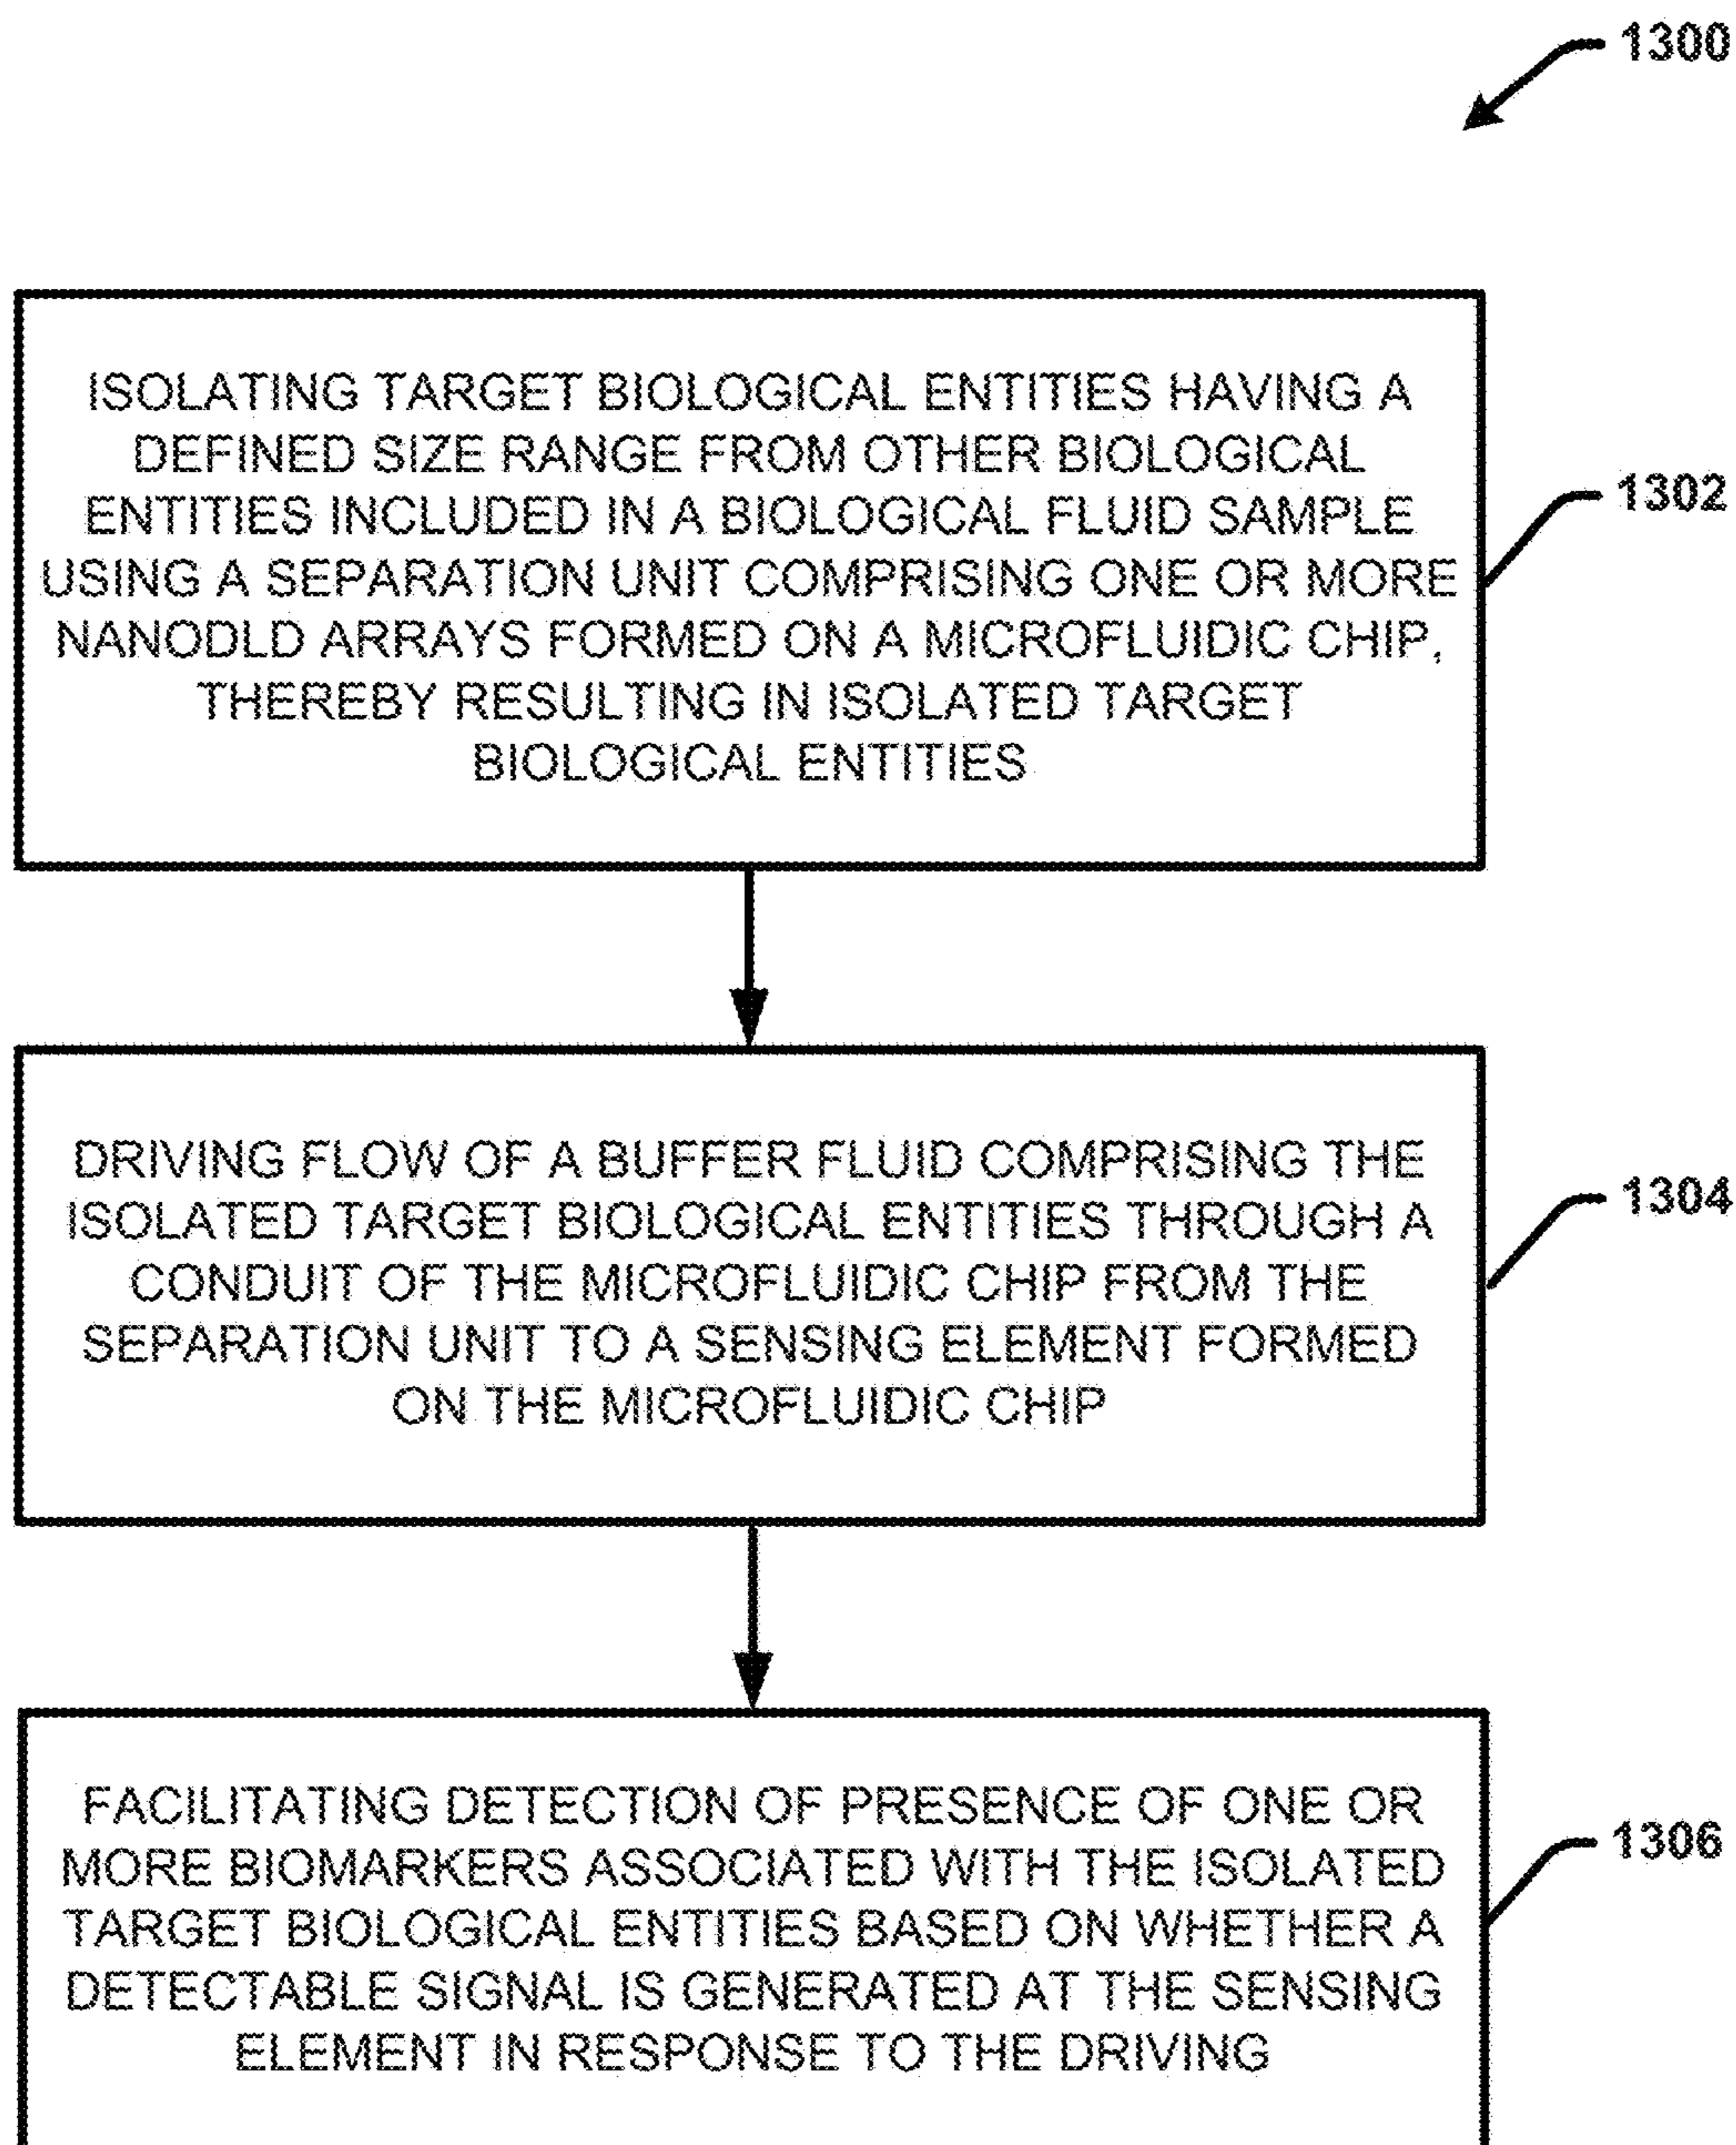 1300
ISOLATING TARGET BIOLOGICAL ENTITIES HAVING A
DEFINED SIZE RANGE FROM OTHER BIOLOGICAL
ENTITIES INCLUDED IN A BIOLOGICAL FLUID SAMPLE
USING A SEPARATION UNIT COMPRISING ONE OR MORE
NANODLD ARRAYS FORMED ON A MICROFLUIDIC CHIP,
THEREBY RESULTING IN ISOLATED TARGET
BIOLOGICAL ENTITIES
1302
DRIVING FLOW OF A BUFFER FLUID COMPRISING THE
ISOLATED TARGET BIOLOGICAL ENTITIES THROUGH A
CONDUIT OF THE MICROFLUIDIC CHIP FROM THE
SEPARATION UNIT TO A SENSING ELEMENT FORMED
ON THE MICROFLUIDIC CHIP
1304
FACILITATING DETECTION OF PRESENCE OF ONE OR
MORE BIOMARKERS ASSOCIATED WITH THE ISOLATED
TARGET BIOLOGICAL ENTITIES BASED ON WHETHER A
DETECTABLE SIGNAL IS GENERATED AT THE SENSING
ELEMENT IN RESPONSE TO THE DRIVING
1306